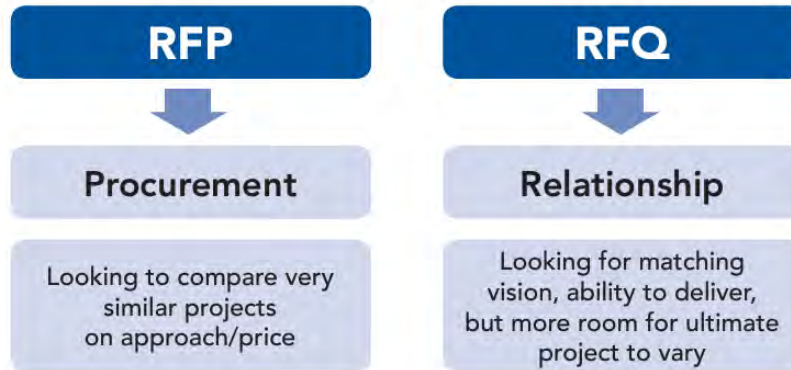 RFP
Procurement
Looking to compare very
similar projects
on approach/price
RFQ
Relationship
Looking for matching
vision, ability to deliver,
but more room for ultimate
project to vary